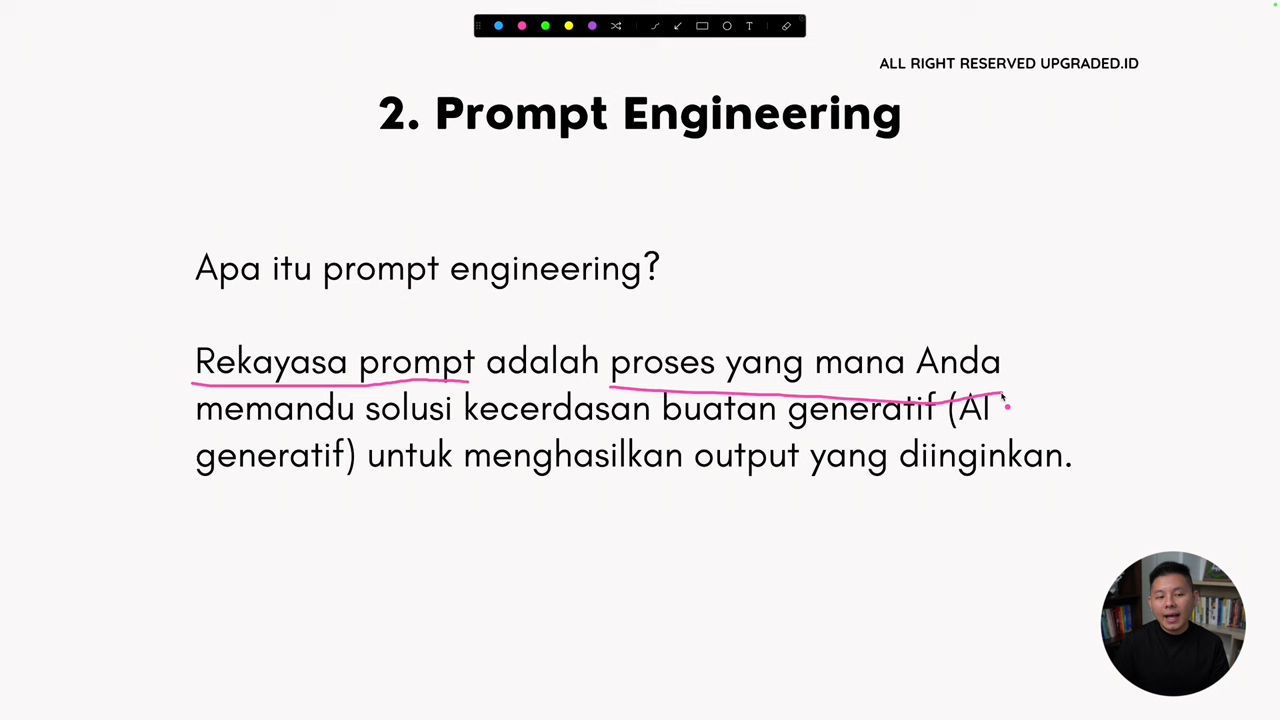 ALL RIGHT RESERVED UPGRADED.ID
2. Prompt Engineering
Apa itu prompt engineering?
Rekayasa prompt adalah proses yang mana Anda
memandu solusi kecerdasan buatan generatif (AI
generatif) untuk menghasilkan output yang diinginkan.